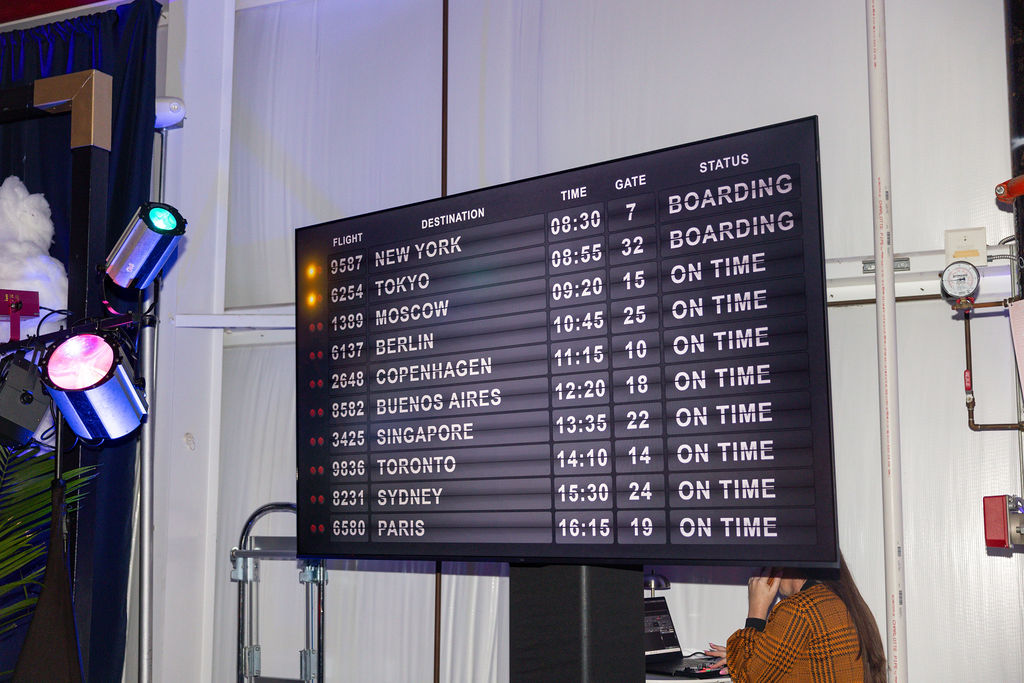 FLIGHT DESTINATION TIME GATE STATUS
9587 NEW YORK 08:30 7 BOARDING
6254 TOKYO 08:55 32 BOARDING
1389 MOSCOW 09:20 15 ON TIME
6137 BERLIN 10:45 25 ON TIME
2648 COPENHAGEN 11:15 10 ON TIME
8582 BUENOS AIRES 12:20 18 ON TIME
3425 SINGAPORE 13:35 22 ON TIME
9836 TORONTO 14:10 14 ON TIME
8231 SYDNEY 15:30 24 ON TIME
6580 PARIS 16:15 19 ON TIME